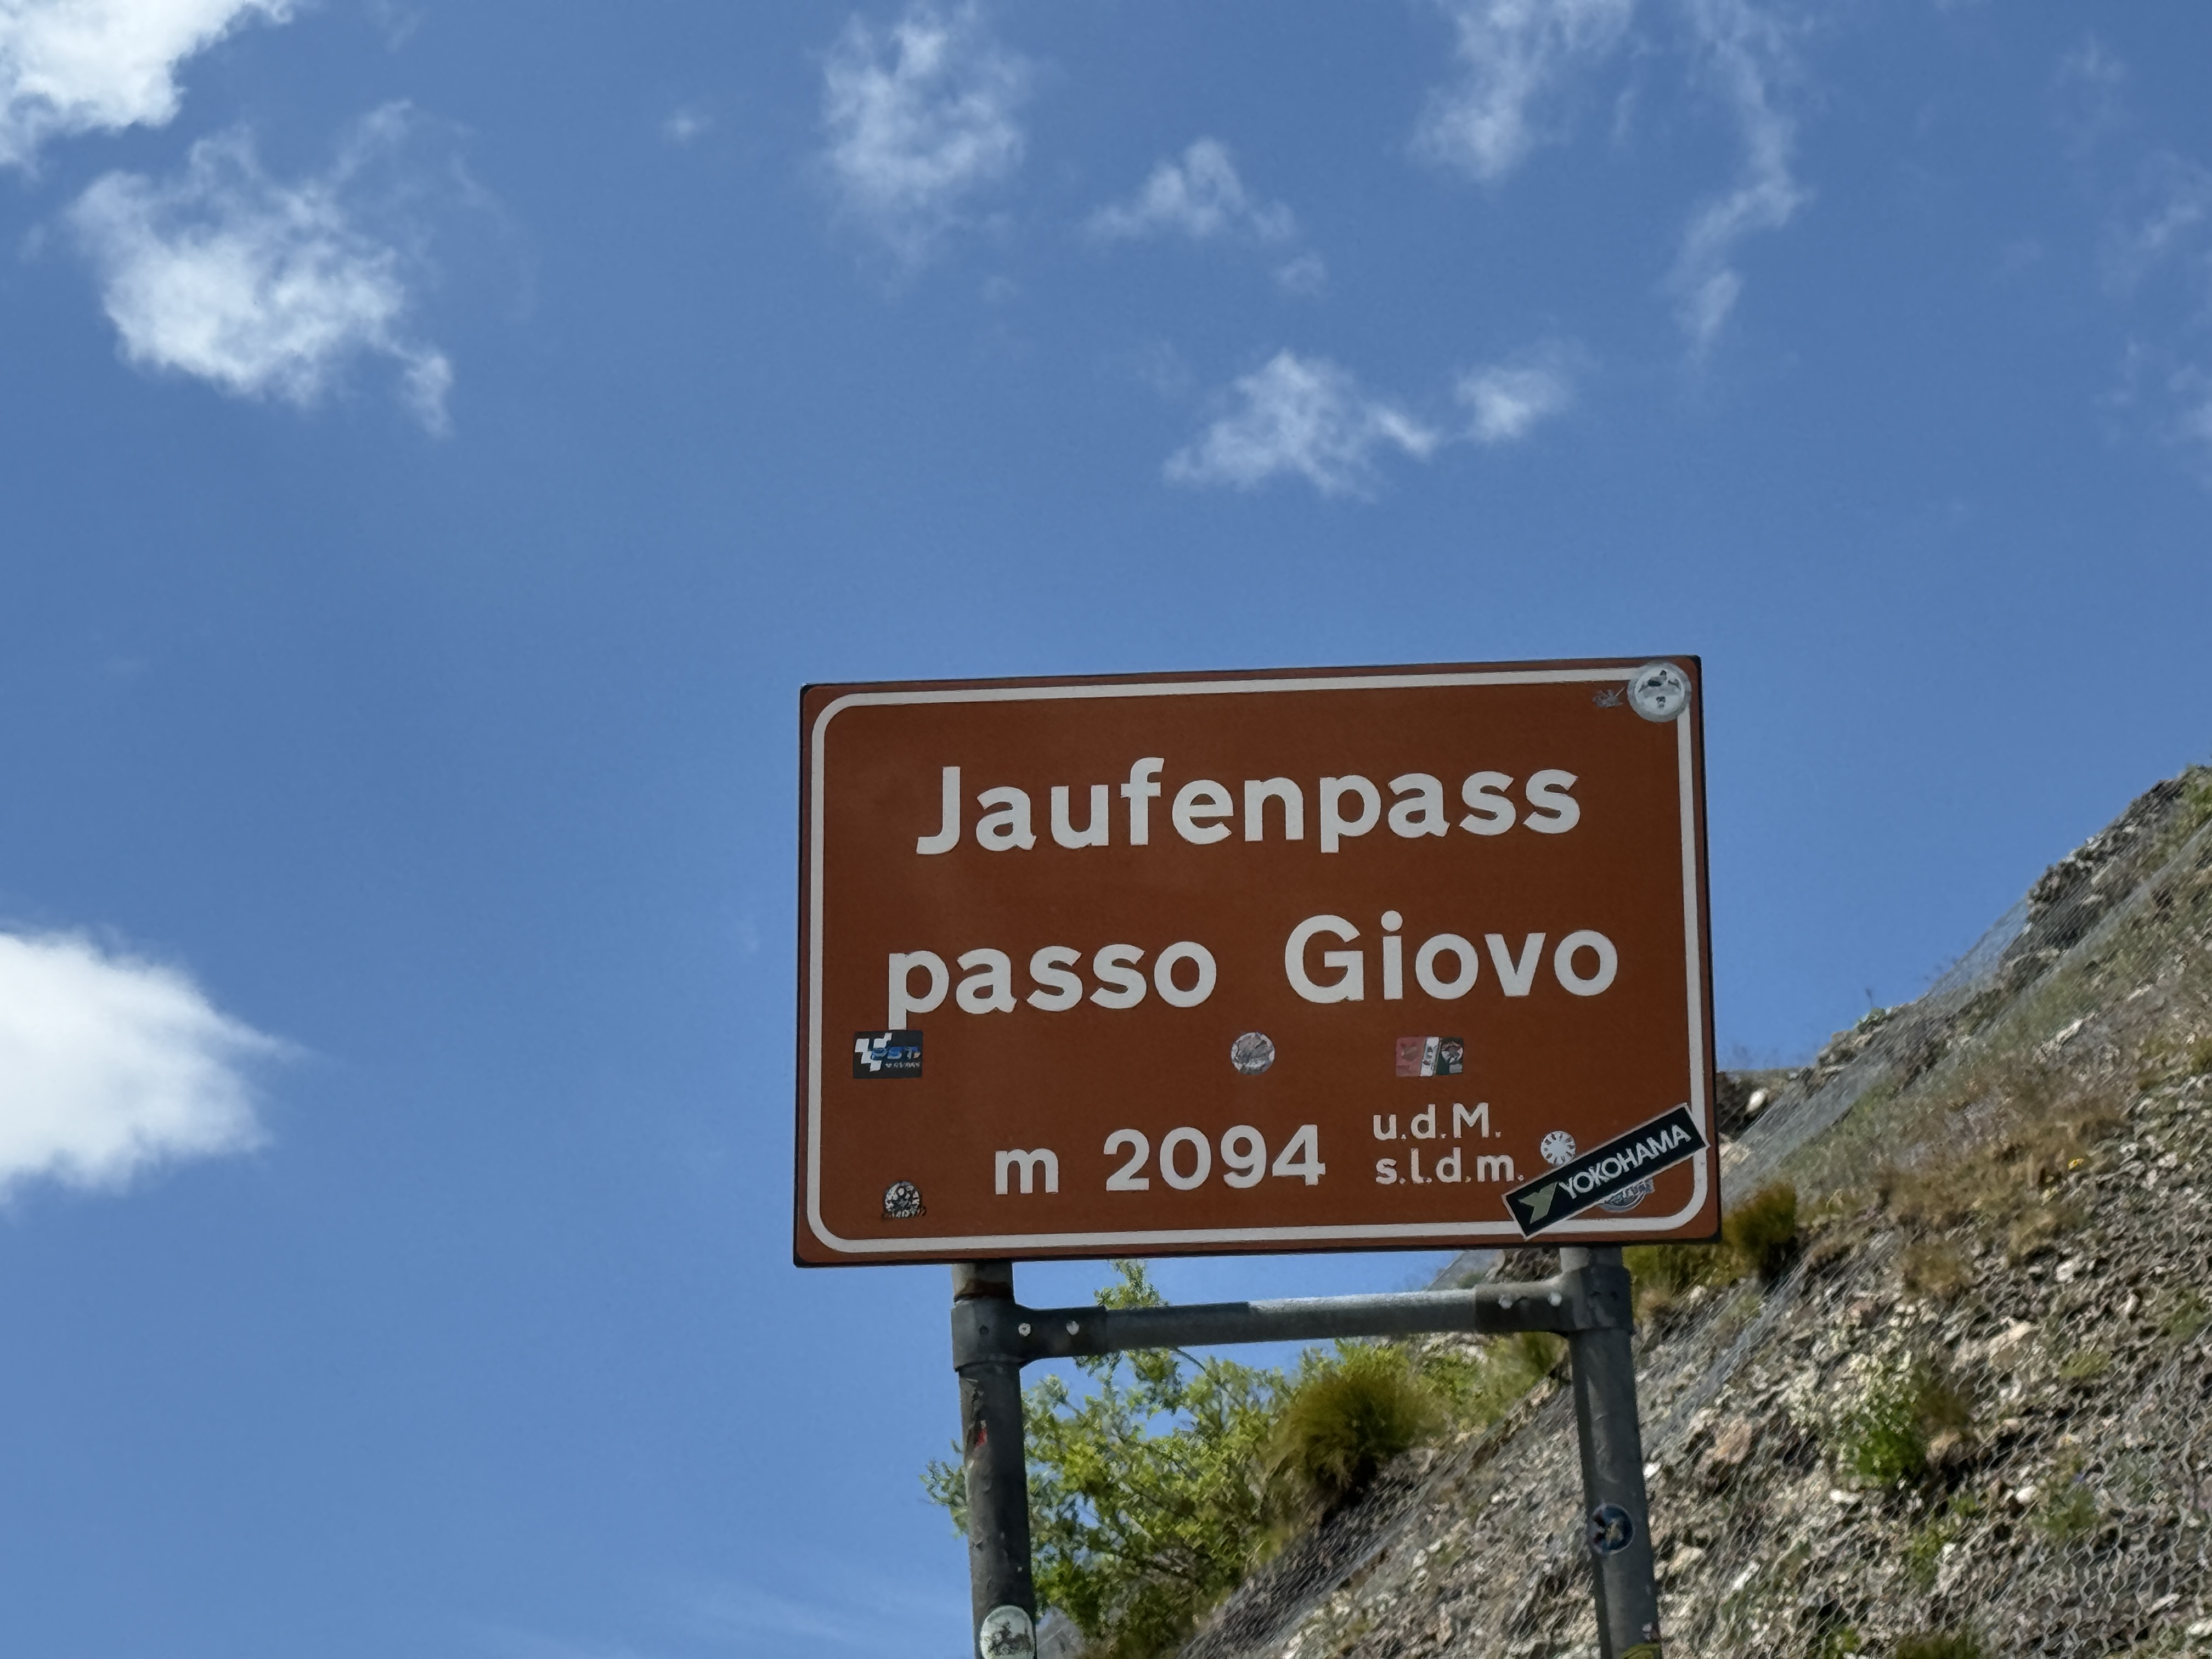 Jaufenpass
passo Giovo
m 2094 u.d.M.
s.l.d.m.
YOKOHAMA